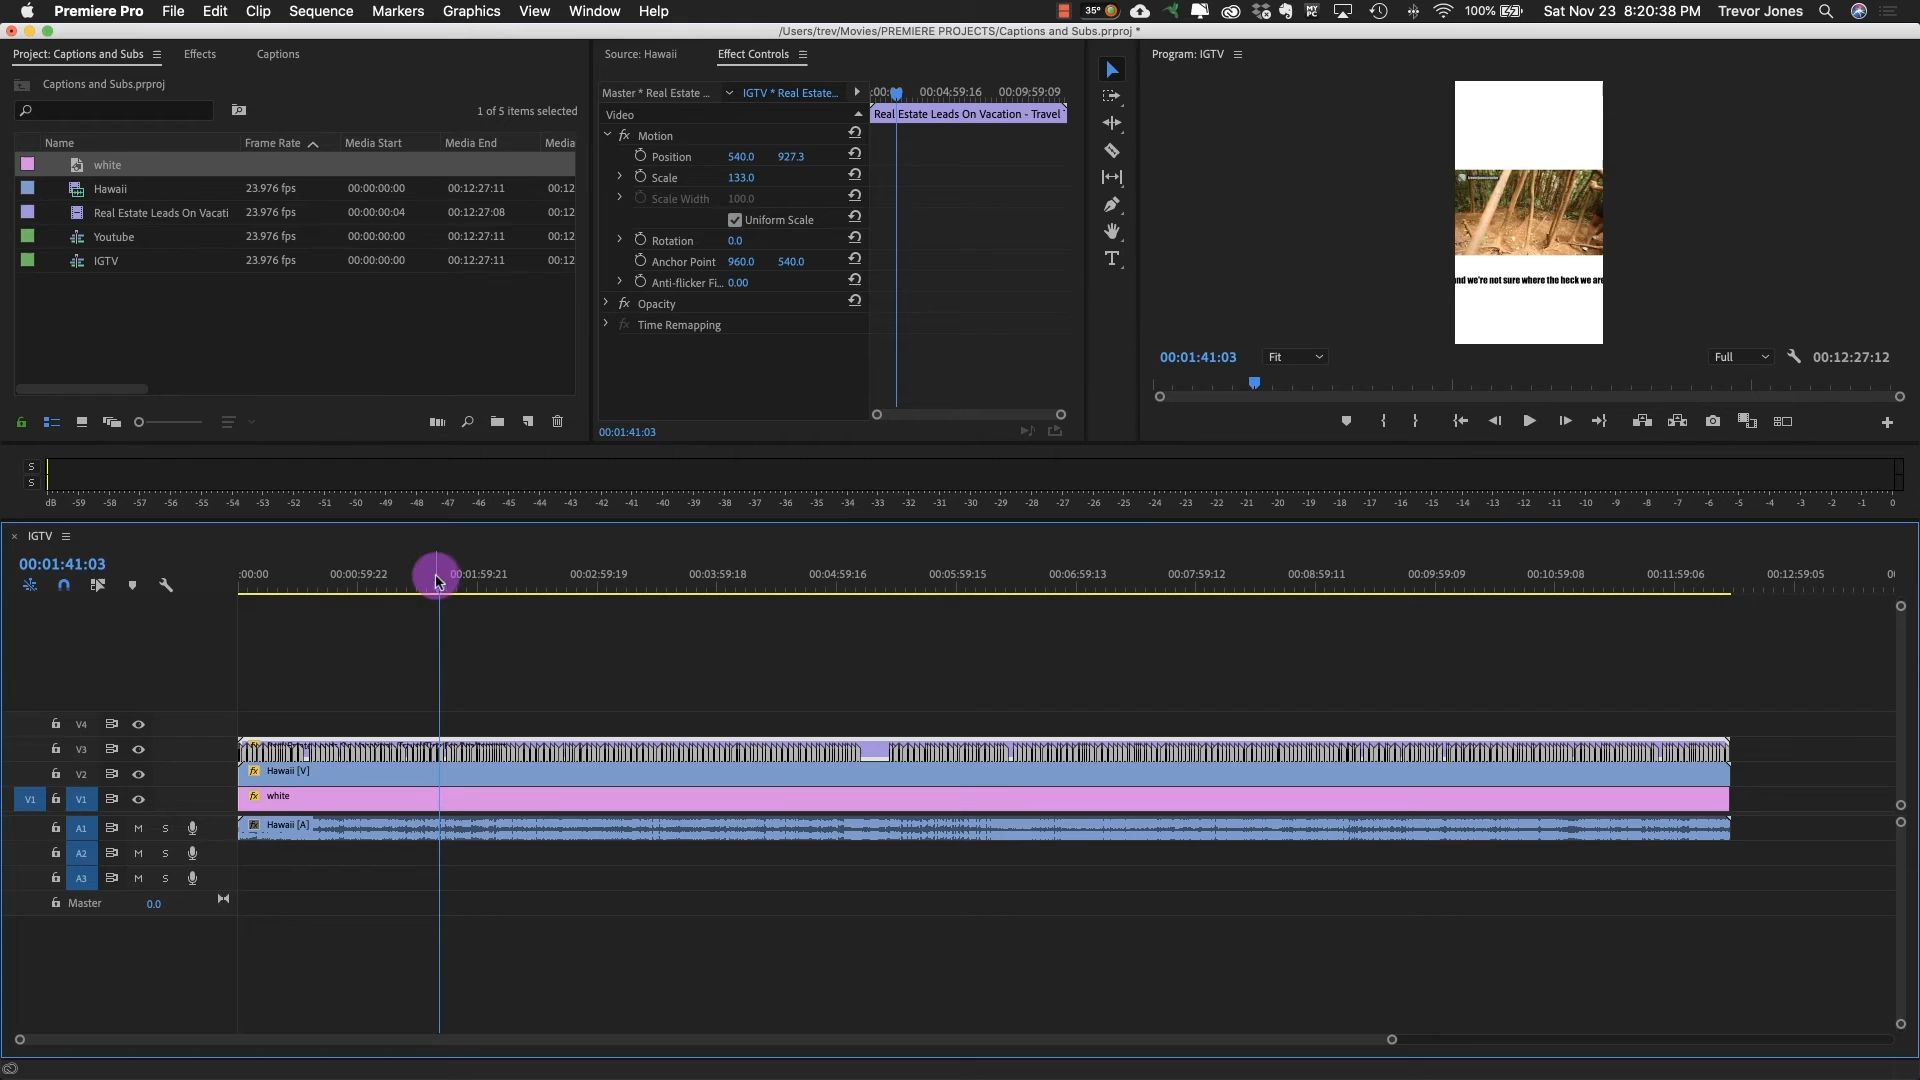 Premiere Pro File Edit Clip Sequence Markers Graphics View Window Help 35° 100% Sat Nov 23 8:20:38 PM Trevor Jones
/Users/trev/Movies/PREMIERE PROJECTS/Captions and Subs.prproj *
Project: Captions and Subs Effects Captions
Captions and Subs.prproj
1 of 5 items selected
Name Frame Rate Media Start Media End Media
white
Hawaii 23.976 fps 00:00:00:00 00:12:27:11 00:12
Real Estate Leads On Vacati 23.976 fps 00:00:00:04 00:12:27:08 00:12
Youtube 23.976 fps 00:00:00:00 00:12:27:11 00:12
IGTV 23.976 fps 00:00:00:00 00:12:27:11 00:12
Source: Hawaii Effect Controls
Master * Real Estate ... IGTV * Real Estate... :00:00 00:04:59:16 00:09:59:09
Video Real Estate Leads On Vacation - Travel
fx Motion
Position 540.0 927.3
Scale 133.0
Scale Width 100.0
Uniform Scale
Rotation 0.0
Anchor Point 960.0 540.0
Anti-flicker Fi... 0.00
fx Opacity
fx Time Remapping
00:01:41:03
T
Program: IGTV
and we're not sure where the heck we are
00:01:41:03 Fit Full 00:12:27:12
S
S
dB -59 -58 -57 -56 -55 -54 -53 -52 -51 -50 -49 -48 -47 -46 -45 -44 -43 -42 -41 -40 -39 -38 -37 -36 -35 -34 -33 -32 -31 -30 -29 -28 -27 -26 -25 -24 -23 -22 -21 -20 -19 -18 -17 -16 -15 -14 -13 -12 -11 -10 -9 -8 -7 -6 -5 -4 -3 -2 -1 0
× IGTV
00:01:41:03
:00:00 00:00:59:22 00:01:59:21 00:02:59:19 00:03:59:18 00:04:59:16 00:05:59:15 00:06:59:13 00:07:59:12 00:08:59:11 00:09:59:09 00:10:59:08 00:11:59:06 00:12:59:05
V4
V3
V2 fx Hawaii [V]
V1 V1 fx white
A1 M S fx Hawaii [A]
A2 M S
A3 M S
Master 0.0